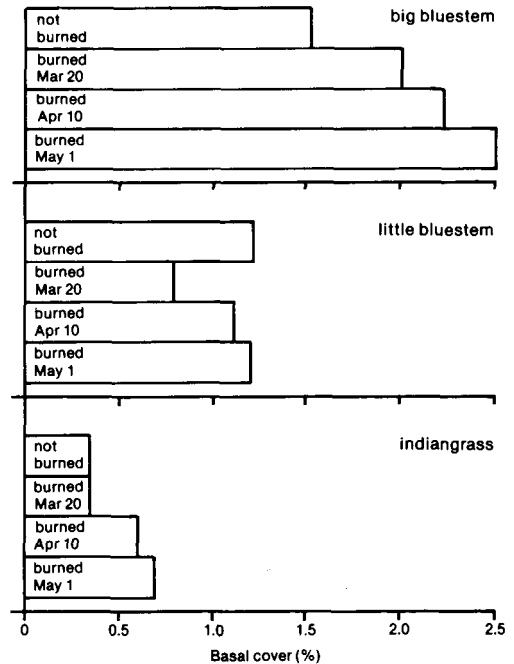 big bluestem
not
burned
burned
Mar 20
burned
Apr 10
burned
May 1
little bluestem
not
burned
burned
Mar 20
burned
Apr 10
burned
May 1
indiangrass
not
burned
burned
Mar 20
burned
Apr 10
burned
May 1
0 0.5 1.0 1.5 2.0 2.5
Basal cover (%)